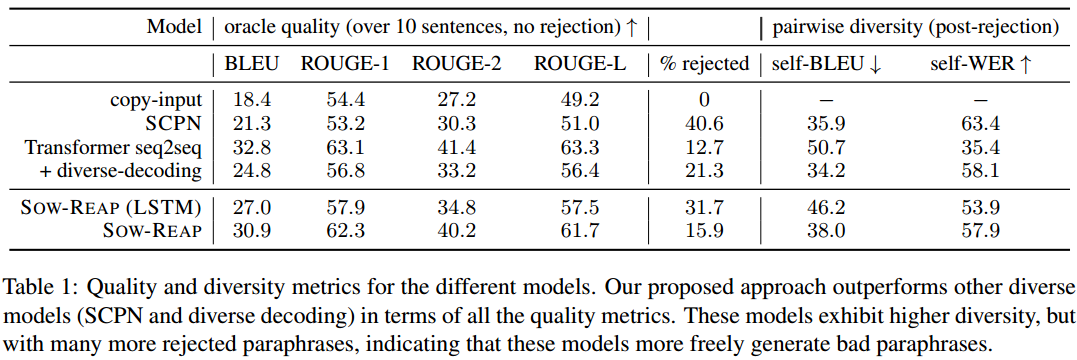 Model oracle quality (over 10 sentences, no rejection) ↑ pairwise diversity (post-rejection)
BLEU ROUGE-1 ROUGE-2 ROUGE-L % rejected self-BLEU ↓ self-WER ↑
copy-input 18.4 54.4 27.2 49.2 0 − −
SCPN 21.3 53.2 30.3 51.0 40.6 35.9 63.4
Transformer seq2seq 32.8 63.1 41.4 63.3 12.7 50.7 35.4
+ diverse-decoding 24.8 56.8 33.2 56.4 21.3 34.2 58.1
SOW-REAP (LSTM) 27.0 57.9 34.8 57.5 31.7 46.2 53.9
SOW-REAP 30.9 62.3 40.2 61.7 15.9 38.0 57.9
Table 1: Quality and diversity metrics for the different models. Our proposed approach outperforms other diverse
models (SCPN and diverse decoding) in terms of all the quality metrics. These models exhibit higher diversity, but
with many more rejected paraphrases, indicating that these models more freely generate bad paraphrases.